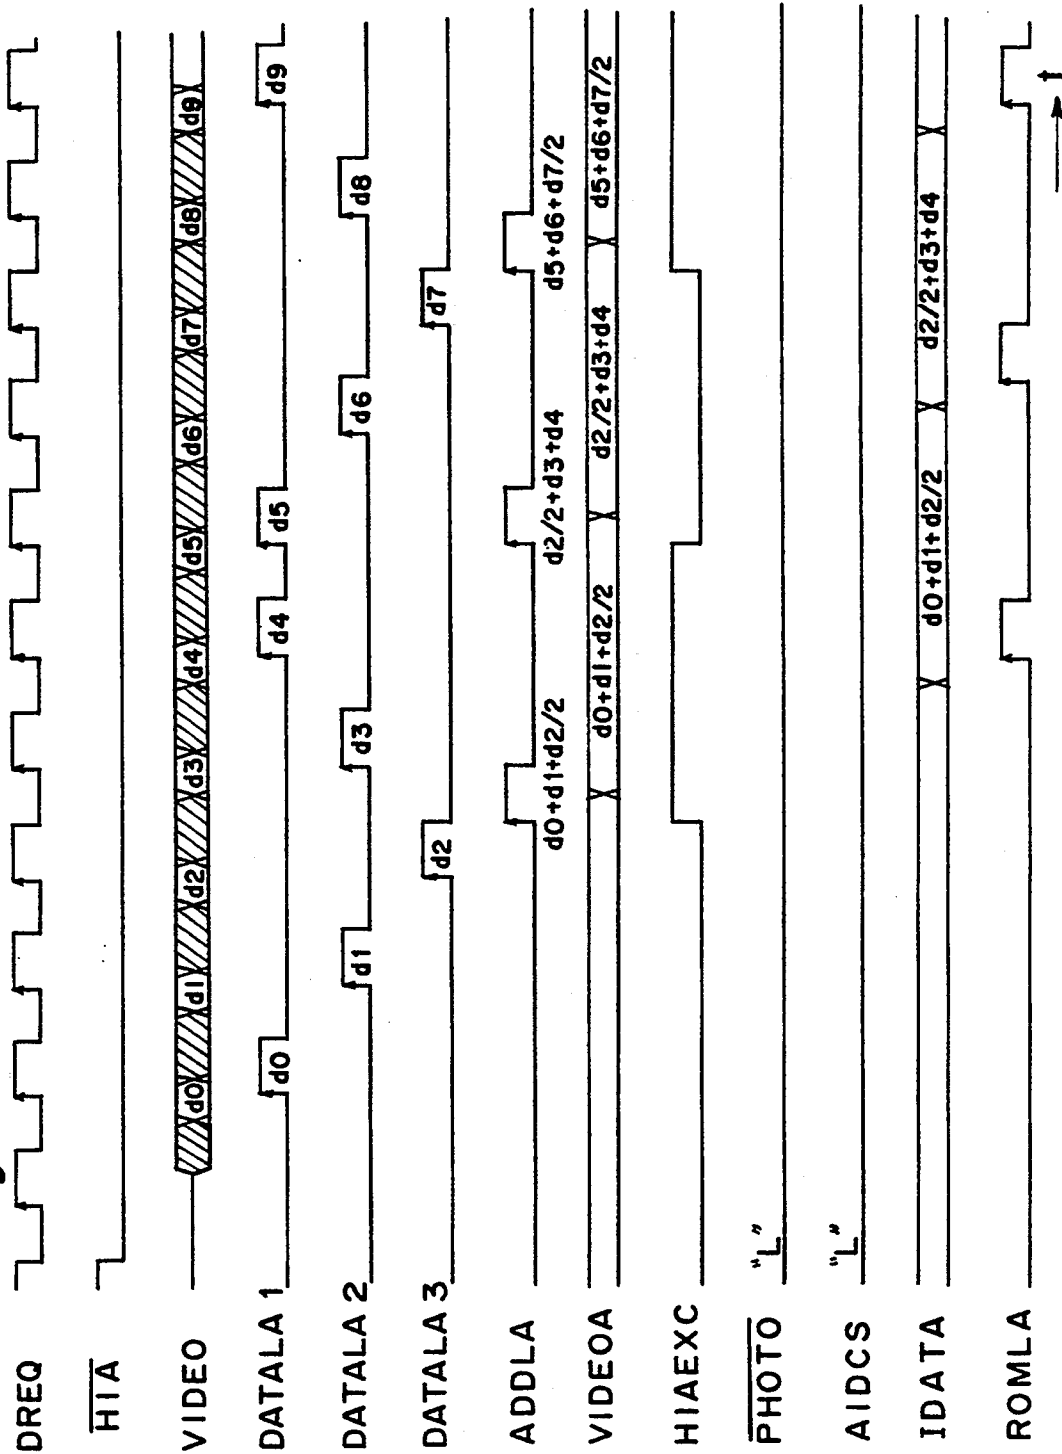 DREQ
HIA
VIDEO d0 d1 d2 d3 d4 d5 d6 d7 d8 d9
DATALA 1 d0 d4 d5 d9
DATALA 2 d1 d3 d6 d8
DATALA 3 d2 d7
ADDLA d0+d1+d2/2 d2/2+d3+d4 d5+d6+d7/2
VIDEOA d0+d1+d2/2 d2/2+d3+d4 d5+d6+d7/2
HIAEXC
PHOTO "L"
AIDCS "L"
IDATA d0+d1+d2/2 d2/2+d3+d4
ROMLA
t